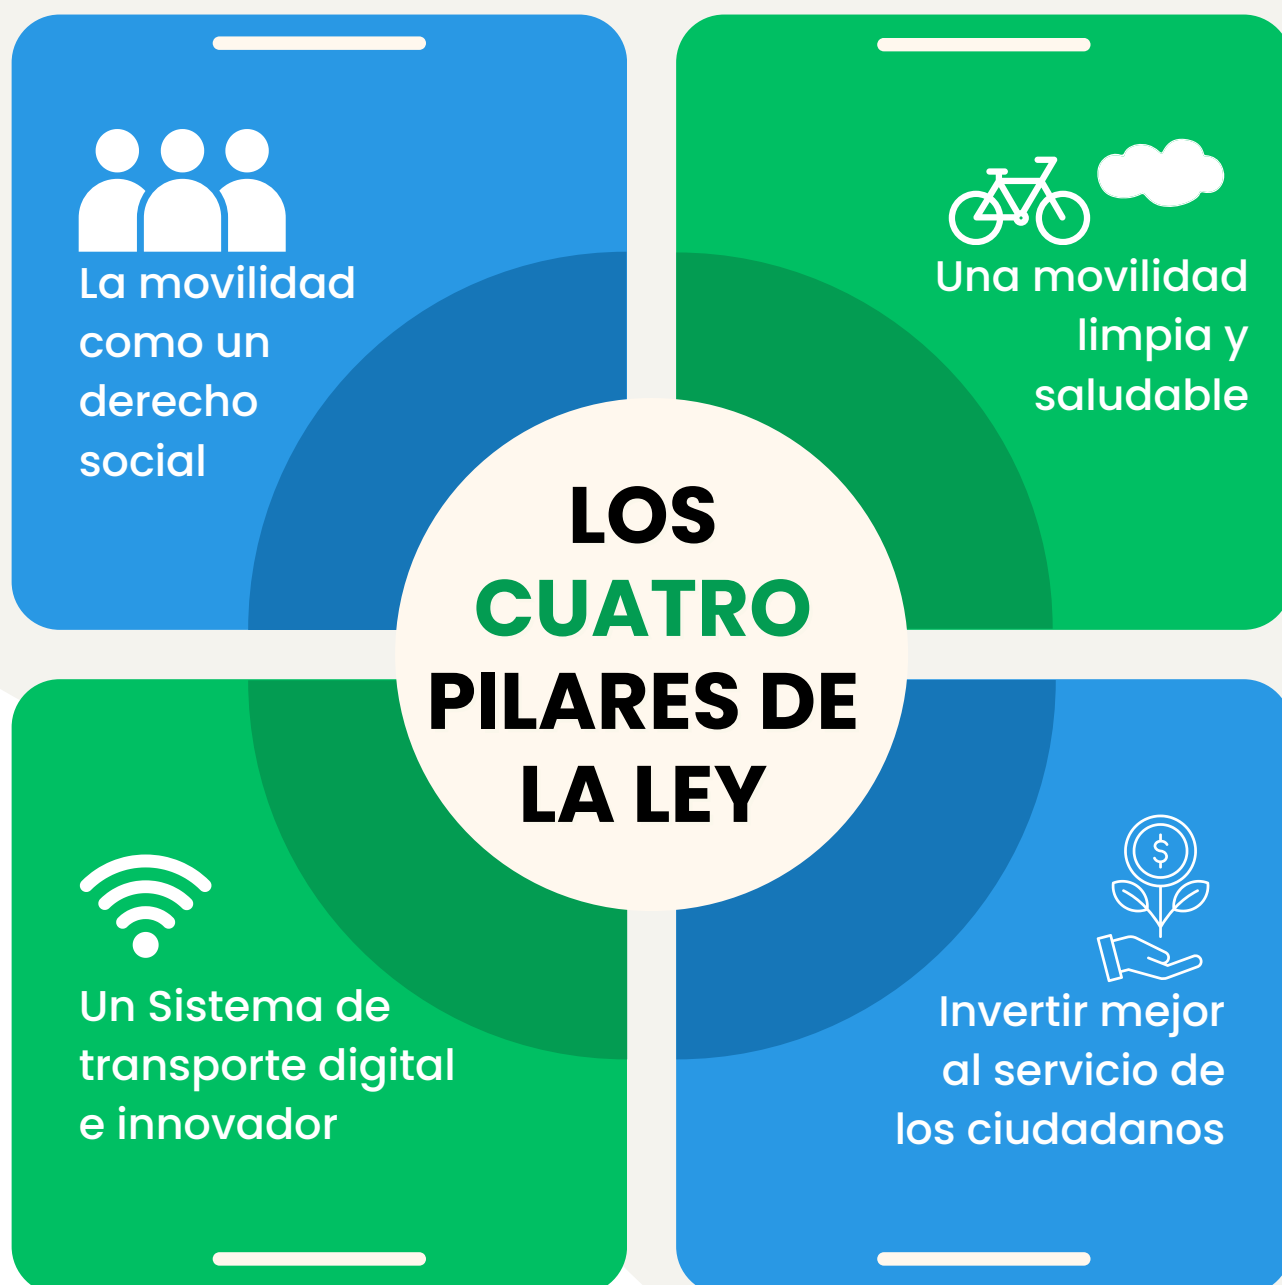 La movilidad
como un
derecho
social
Una movilidad
limpia y
saludable
LOS
CUATRO
PILARES DE
LA LEY
Un Sistema de
transporte digital
e innovador
$
Invertir mejor
al servicio de
los ciudadanos